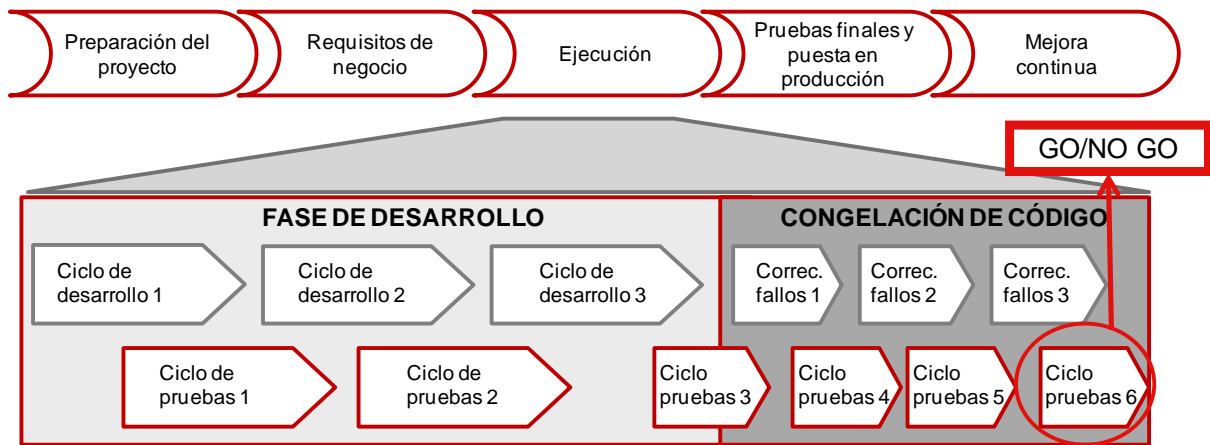 Preparación del
proyecto
Requisitos de
negocio
Ejecución
Pruebas finales y
puesta en
producción
Mejora
continua
GO/NO GO
FASE DE DESARROLLO
CONGELACIÓN DE CÓDIGO
Ciclo de
desarrollo 1
Ciclo de
desarrollo 2
Ciclo de
desarrollo 3
Correc.
fallos 1
Correc.
fallos 2
Correc.
fallos 3
Ciclo de
pruebas 1
Ciclo de
pruebas 2
Ciclo
pruebas 3
Ciclo
pruebas 4
Ciclo
pruebas 5
Ciclo
pruebas 6